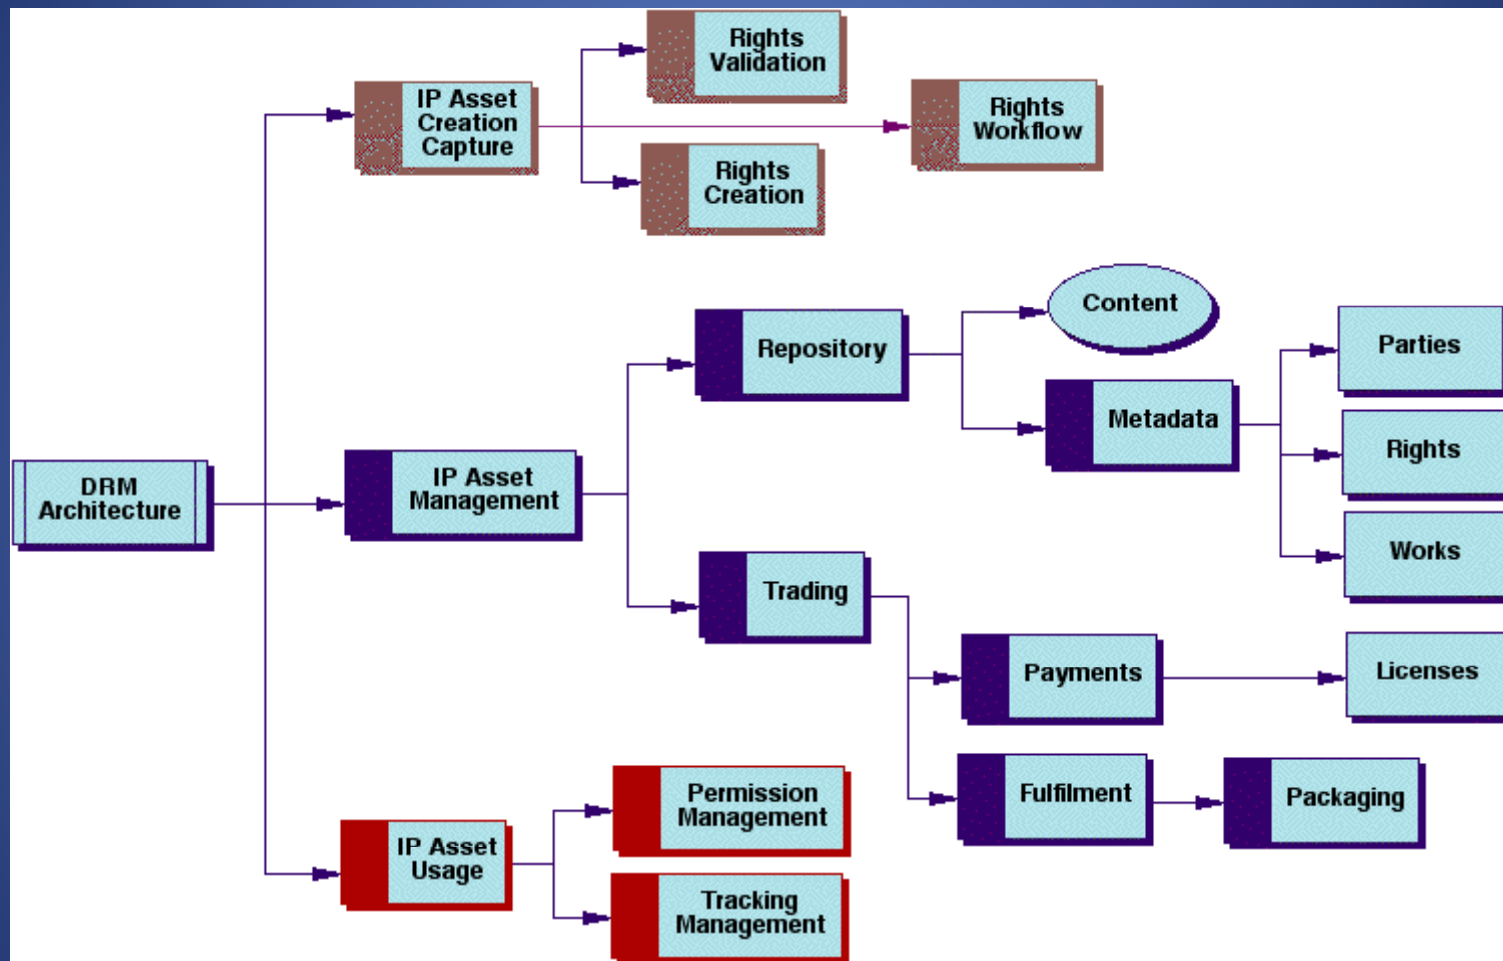 Rights
Validation
IP Asset
Creation
Capture
Rights
Workflow
Rights
Creation
Content
Repository
Parties
Metadata
Rights
DRM
Architecture
IP Asset
Management
Works
Trading
Payments
Licenses
Fulfilment
Packaging
Permission
Management
IP Asset
Usage
Tracking
Management